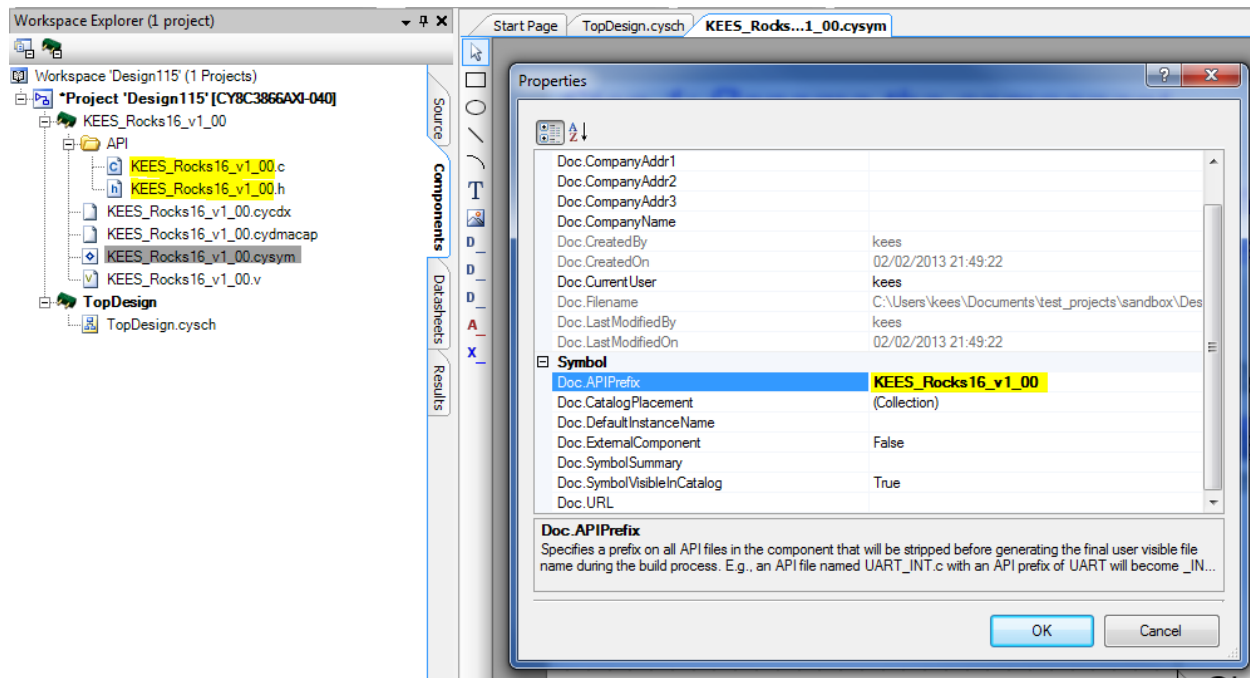 Workspace Explorer (1 project)
Workspace 'Design115' (1 Projects)
*Project 'Design115' [CY8C3866AXI-040]
KEES_Rocks16_v1_00
API
KEES_Rocks16_v1_00.c
KEES_Rocks16_v1_00.h
KEES_Rocks16_v1_00.cycdx
KEES_Rocks16_v1_00.cydmacap
KEES_Rocks16_v1_00.cysym
KEES_Rocks16_v1_00.v
TopDesign
TopDesign.cysch
Source
Components
Datasheets
Results
Start Page
TopDesign.cysch
KEES_Rocks...1_00.cysym
Properties
Doc.CompanyAddr1
Doc.CompanyAddr2
Doc.CompanyAddr3
Doc.CompanyName
Doc.CreatedBy kees
Doc.CreatedOn 02/02/2013 21:49:22
Doc.CurrentUser kees
Doc.Filename C:\Users\kees\Documents\test_projects\sandbox\Des
Doc.LastModifiedBy kees
Doc.LastModifiedOn 02/02/2013 21:49:22
Symbol
Doc.APIPrefix KEES_Rocks16_v1_00
Doc.CatalogPlacement (Collection)
Doc.DefaultInstanceName
Doc.ExternalComponent False
Doc.SymbolSummary
Doc.SymbolVisibleInCatalog True
Doc.URL
Doc.APIPrefix
Specifies a prefix on all API files in the component that will be stripped before generating the final user visible file
name during the build process. E.g., an API file named UART_INT.c with an API prefix of UART will become _IN...
OK
Cancel